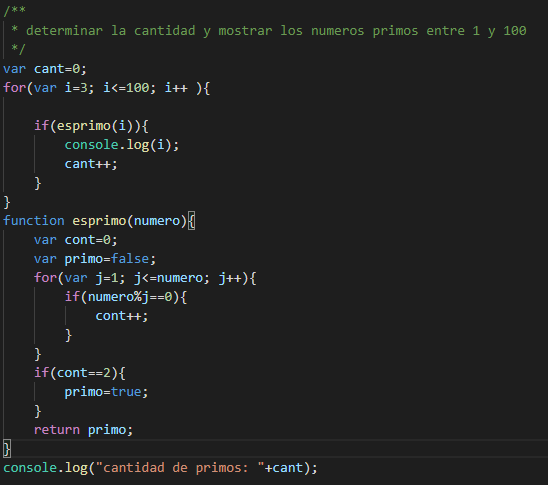 /**
 * determinar la cantidad y mostrar los numeros primos entre 1 y 100
 */
var cant=0;
for(var i=3; i<=100; i++ ){

    if(esprimo(i)){
        console.log(i);
        cant++;
    }
}
function esprimo(numero){
    var cont=0;
    var primo=false;
    for(var j=1; j<=numero; j++){
        if(numero%j==0){
            cont++;
        }
    }
    if(cont==2){
        primo=true;
    }
    return primo;
}
console.log("cantidad de primos: "+cant);